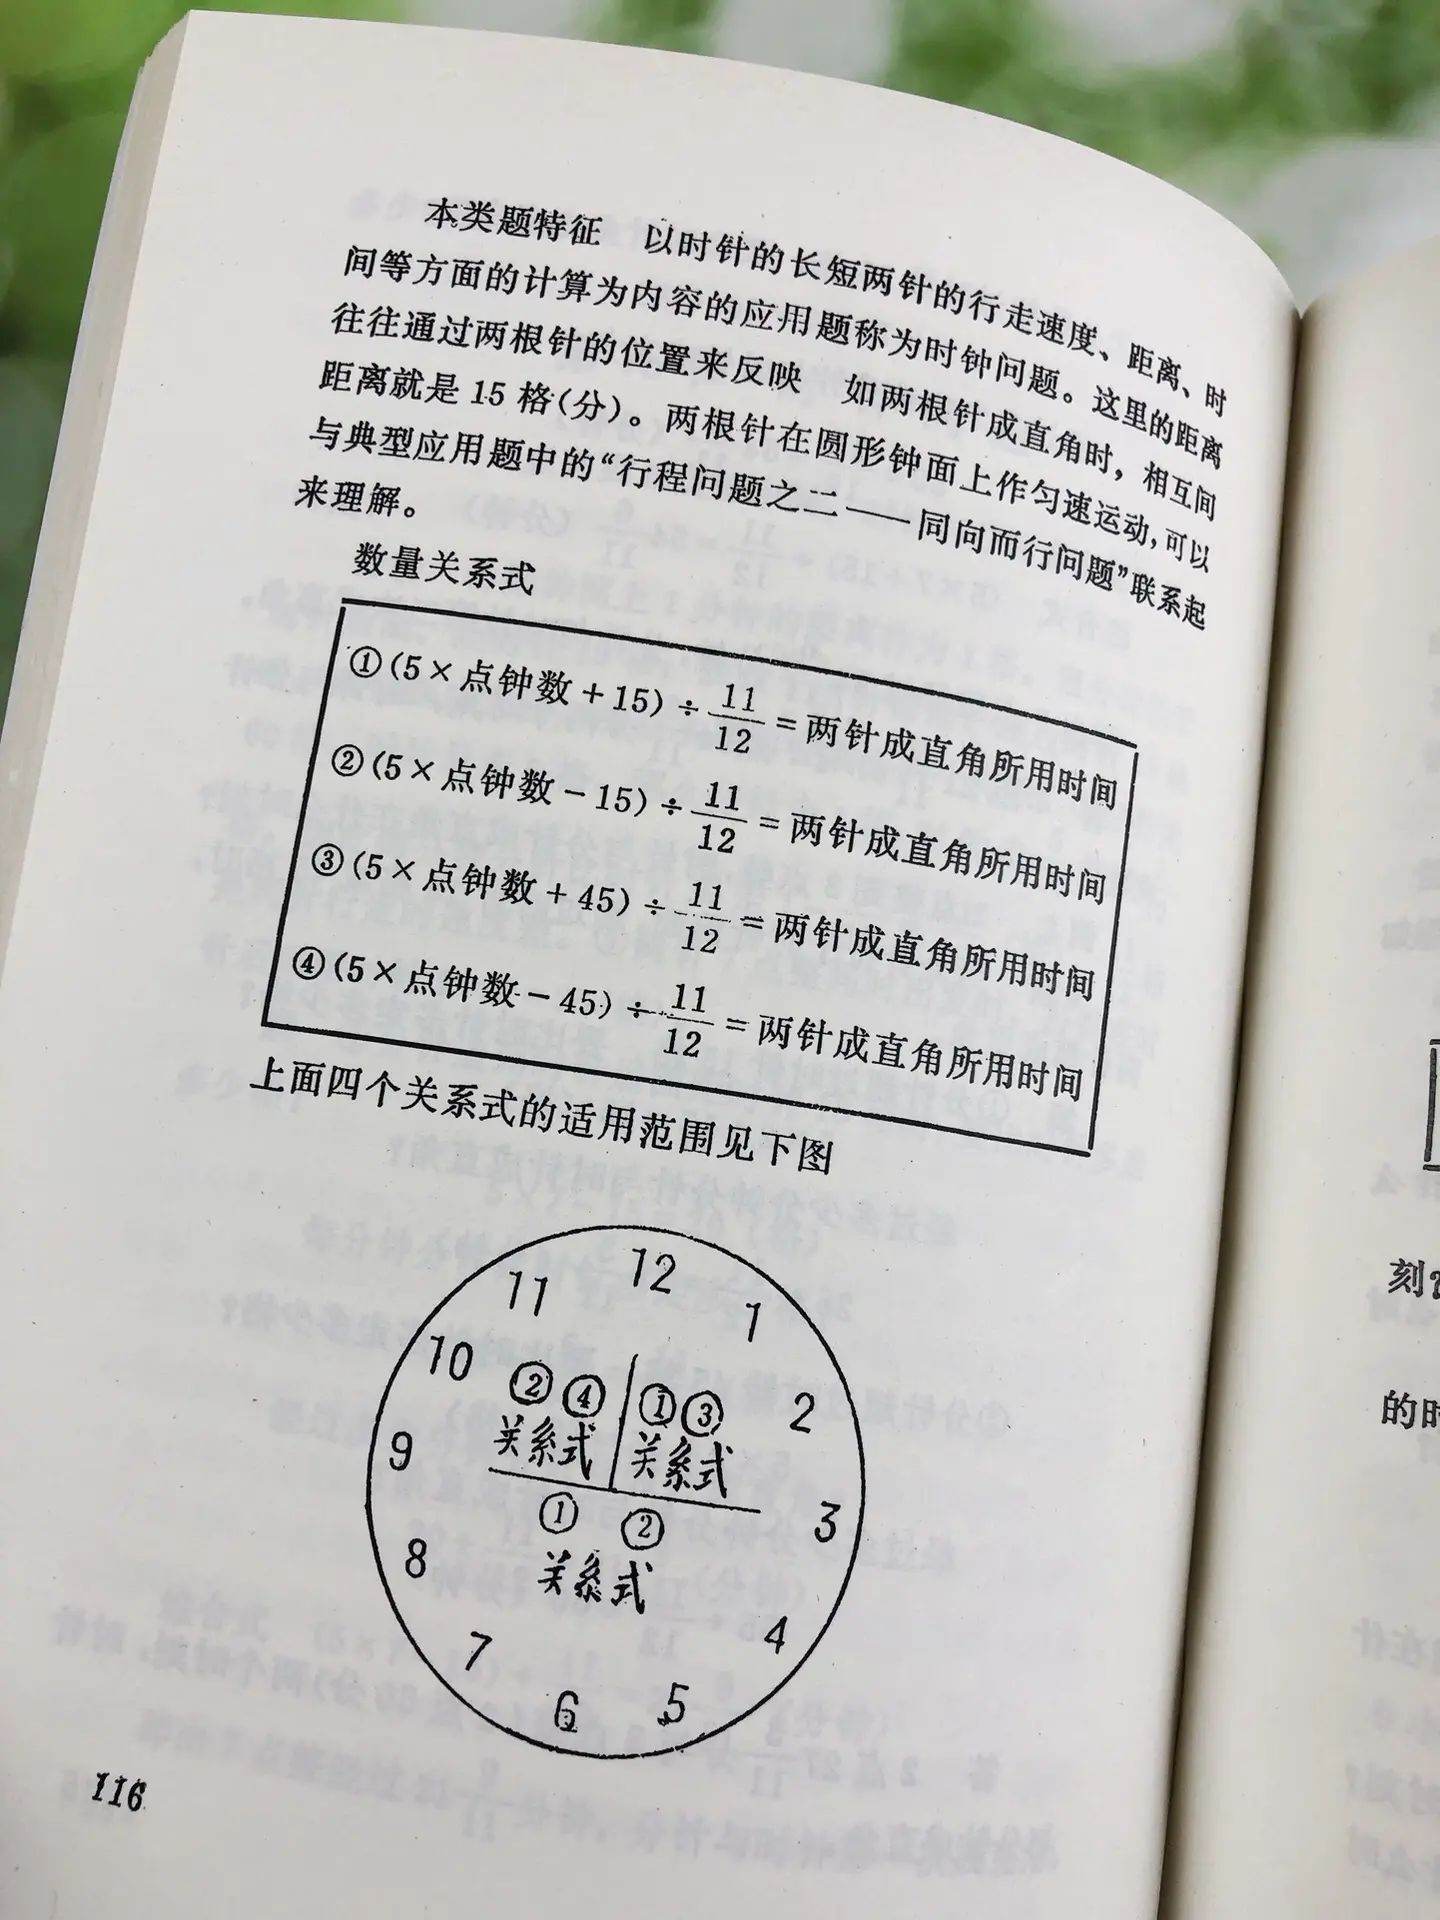 本类题特征　以时针的长短两针的行走速度、距离、时
间等方面的计算为内容的应用题称为时钟问题。这里的距离
往往通过两根针的位置来反映　如两根针成直角时，相互间
距离就是15格(分)。两根针在圆形钟面上作匀速运动，可以
与典型应用题中的“行程问题之二——同向而行问题”联系起
来理解。
数量关系式
①(5×点钟数+15)÷11/12=两针成直角所用时间
②(5×点钟数-15)÷11/12=两针成直角所用时间
③(5×点钟数+45)÷11/12=两针成直角所用时间
④(5×点钟数-45)÷11/12=两针成直角所用时间
上面四个关系式的适用范围见下图
12
11
1
10
2
②④
①③
关系式
关系式
9
3
①
②
关系式
8
4
7
5
6
116
刻
的时